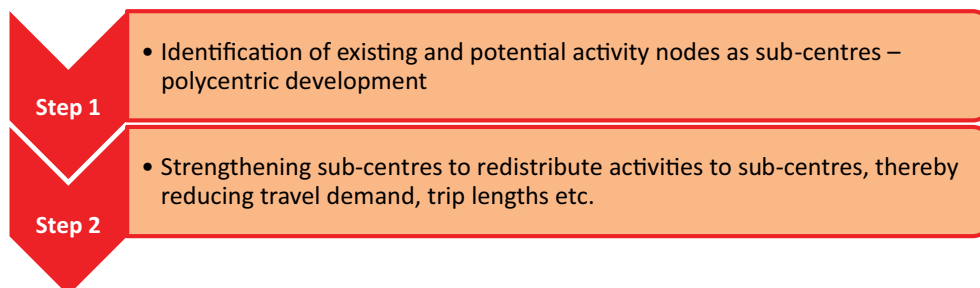 • Identification of existing and potential activity nodes as sub-centres –
polycentric development
Step 1
• Strengthening sub-centres to redistribute activities to sub-centres, thereby
reducing travel demand, trip lengths etc.
Step 2